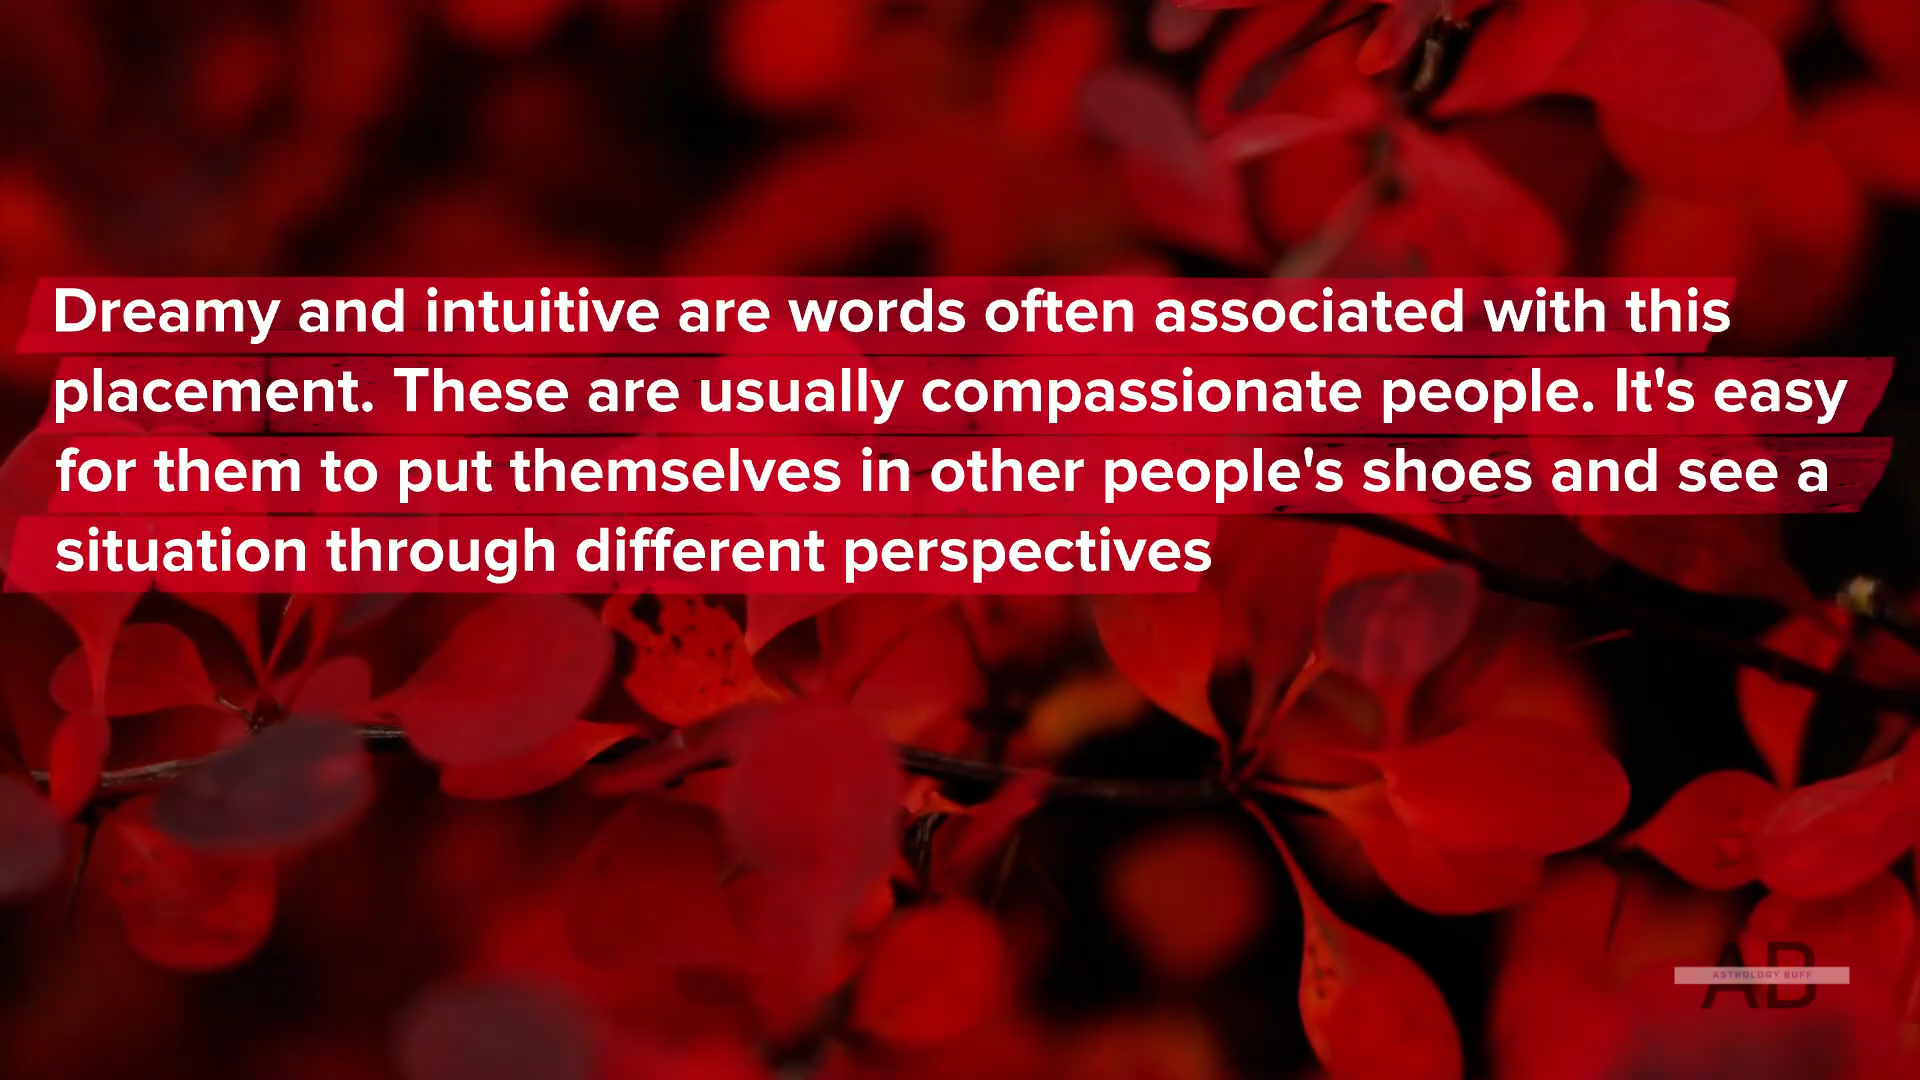 Dreamy and intuitive are words often associated with this
placement. These are usually compassionate people. It's easy
for them to put themselves in other people's shoes and see a
situation through different perspectives
AB
ASTROLOGY BUFF